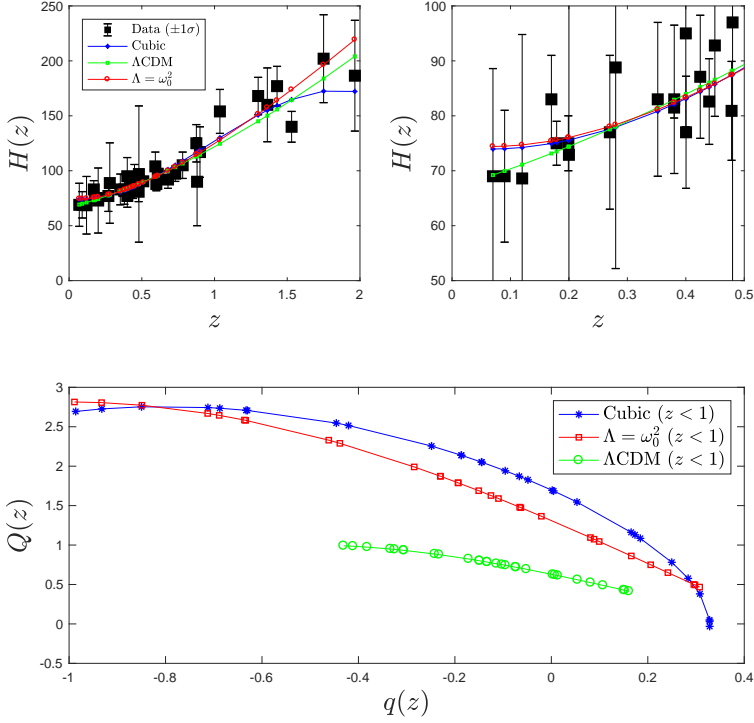 250
200
150
100
50
0
H(z)
Data (±1σ)
Cubic
ΛCDM
Λ = ω₀²
0 0.5 1 1.5 2
z
100
90
80
70
60
50
H(z)
0 0.1 0.2 0.3 0.4 0.5
z
3
2.5
2
1.5
1
0.5
0
-0.5
Q(z)
Cubic (z < 1)
Λ = ω₀² (z < 1)
ΛCDM (z < 1)
-1 -0.8 -0.6 -0.4 -0.2 0 0.2 0.4
q(z)